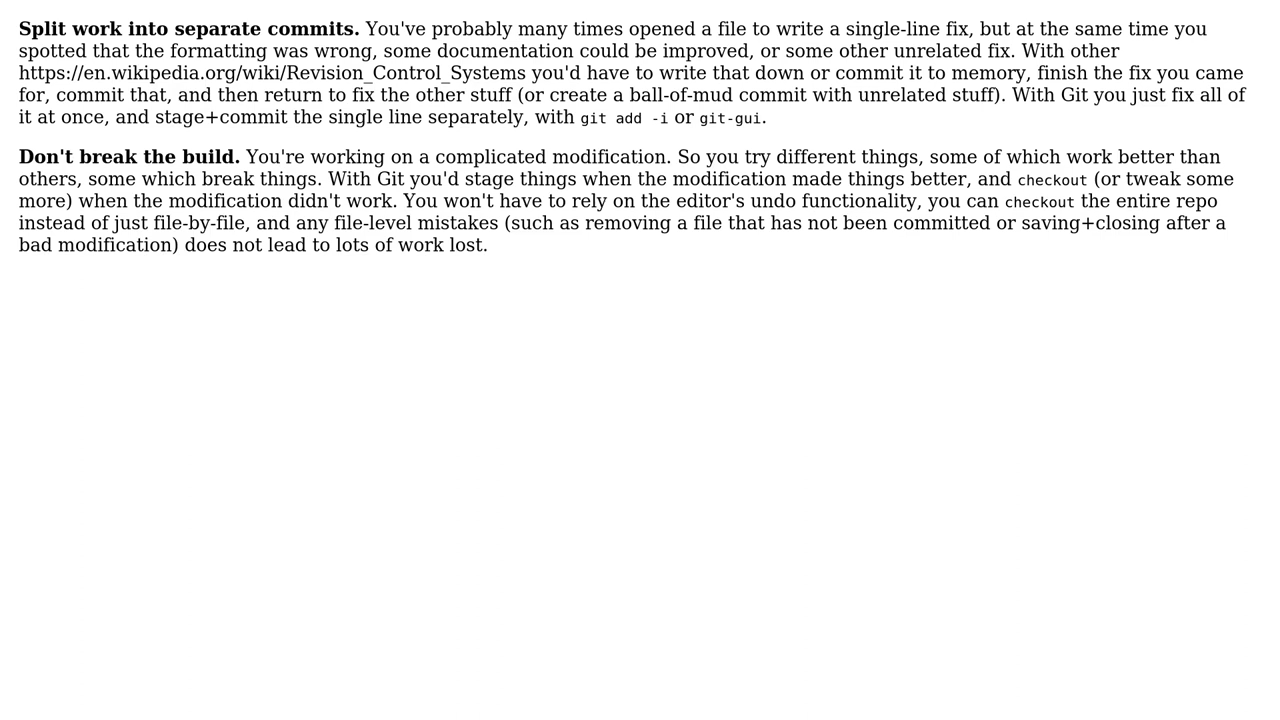 Split work into separate commits. You've probably many times opened a file to write a single-line fix, but at the same time you
spotted that the formatting was wrong, some documentation could be improved, or some other unrelated fix. With other
https://en.wikipedia.org/wiki/Revision_Control_Systems you'd have to write that down or commit it to memory, finish the fix you came
for, commit that, and then return to fix the other stuff (or create a ball-of-mud commit with unrelated stuff). With Git you just fix all of
it at once, and stage+commit the single line separately, with git add -i or git-gui.
Don't break the build. You're working on a complicated modification. So you try different things, some of which work better than
others, some which break things. With Git you'd stage things when the modification made things better, and checkout (or tweak some
more) when the modification didn't work. You won't have to rely on the editor's undo functionality, you can checkout the entire repo
instead of just file-by-file, and any file-level mistakes (such as removing a file that has not been committed or saving+closing after a
bad modification) does not lead to lots of work lost.